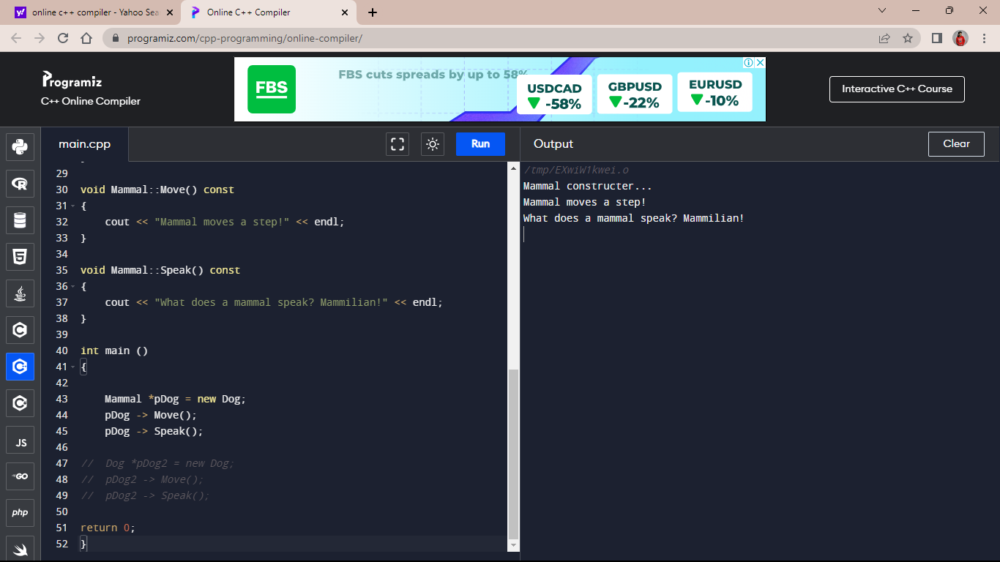 online c++ compiler - Yahoo Sea
Online C++ Compiler
programiz.com/cpp-programming/online-compiler/
Programiz
C++ Online Compiler
FBS
FBS cuts spreads by up to 58%
USDCAD
-58%
GBPUSD
-22%
EURUSD
-10%
Interactive C++ Course
main.cpp
Run
Output
Clear
29
30 void Mammal::Move() const
31 {
32 cout << "Mammal moves a step!" << endl;
33 }
34
35 void Mammal::Speak() const
36 {
37 cout << "What does a mammal speak? Mammilian!" << endl;
38 }
39
40 int main ()
41 {
42
43 Mammal *pDog = new Dog;
44 pDog -> Move();
45 pDog -> Speak();
46
47 // Dog *pDog2 = new Dog;
48 // pDog2 -> Move();
49 // pDog2 -> Speak();
50
51 return 0;
52 }
/tmp/EXwiW1kwei.o
Mammal constructer...
Mammal moves a step!
What does a mammal speak? Mammilian!
R
5
C
C
C
JS
GO
php